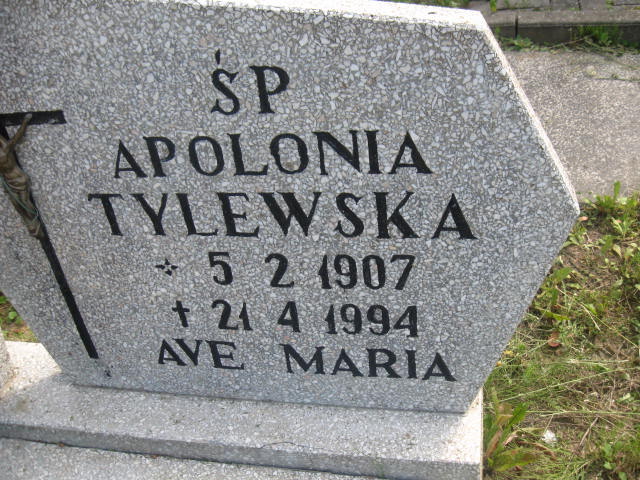 ŚP
APOLONIA
TYLEWSKA
* 5 2 1907
† 21 4 1994
AVE MARIA